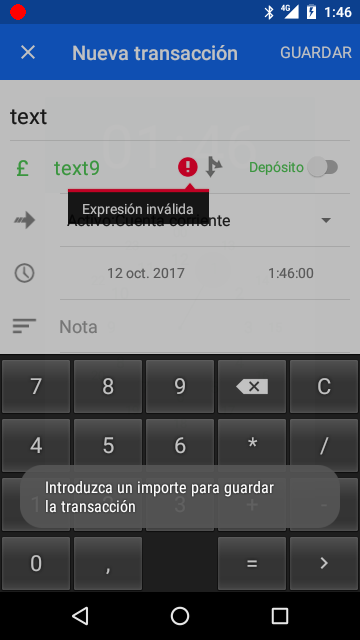 4G 1:46
Nueva transacción GUARDAR
text
£ text9 Depósito
Expresión inválida
Activo:Cuenta corriente
12 oct. 2017 1:46:00
Nota
7 8 9 C
4 5 6 * /
Introduzca un importe para guardar
la transacción
1 2 3 + -
0 , = >